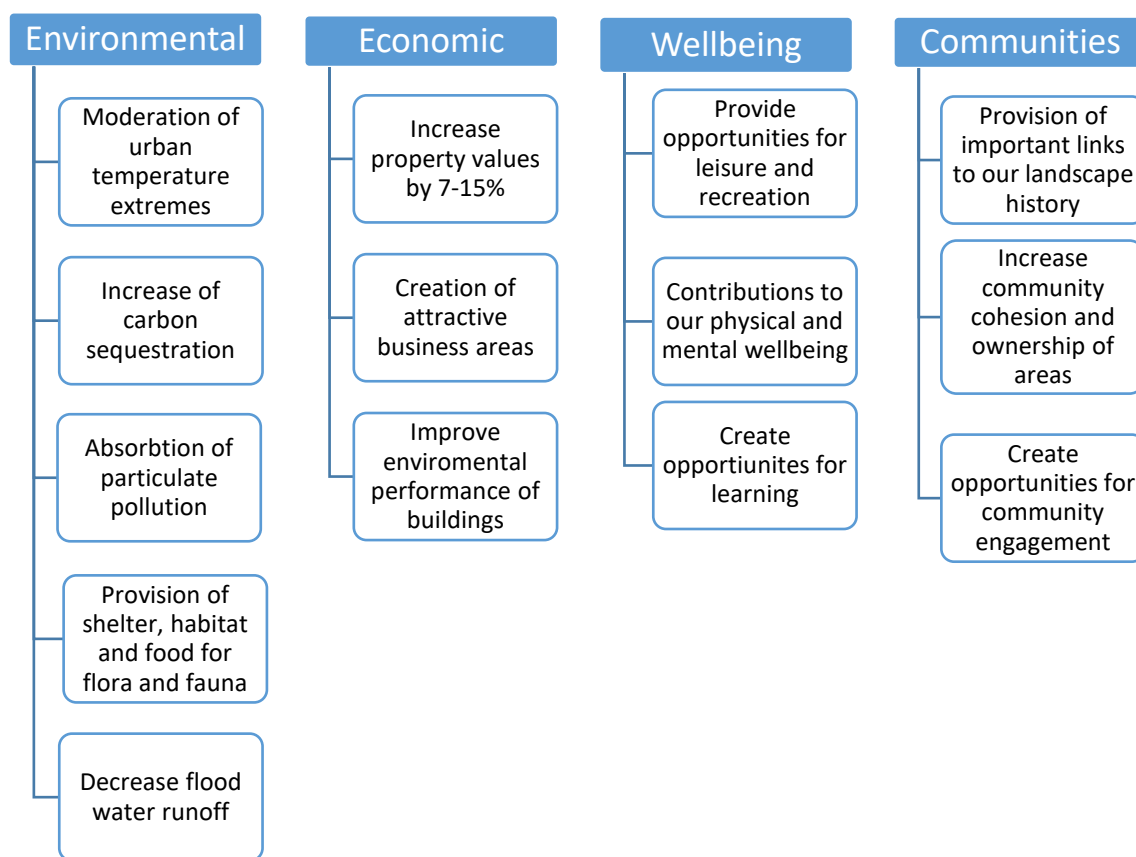 Environmental
Moderation of
urban
temperature
extremes
Increase of
carbon
sequestration
Absorbtion of
particulate
pollution
Provision of
shelter, habitat
and food for
flora and fauna
Decrease flood
water runoff
Economic
Increase
property values
by 7-15%
Creation of
attractive
business areas
Improve
enviromental
performance of
buildings
Wellbeing
Provide
opportunities for
leisure and
recreation
Contributions to
our physical and
mental wellbeing
Create
opportiunites for
learning
Communities
Provision of
important links
to our landscape
history
Increase
community
cohesion and
ownership of
areas
Create
opportunities for
community
engagement